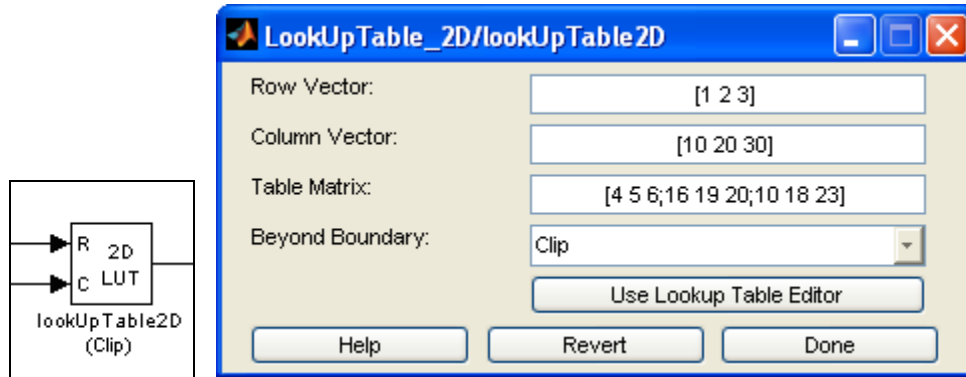 LookUpTable_2D/lookUpTable2D
Row Vector:
[1 2 3]
Column Vector:
[10 20 30]
Table Matrix:
[4 5 6;16 19 20;10 18 23]
Beyond Boundary:
Clip
Use Lookup Table Editor
Help
Revert
Done
R
2D
C
LUT
lookUpTable2D
(Clip)